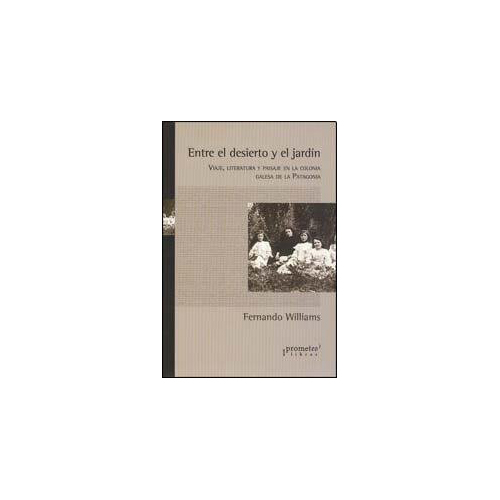 Entre el desierto y el jardín
VIAJE, LITERATURA Y PAISAJE EN LA COLONIA
GALESA DE LA PATAGONIA
Fernando Williams
prometeo
libros